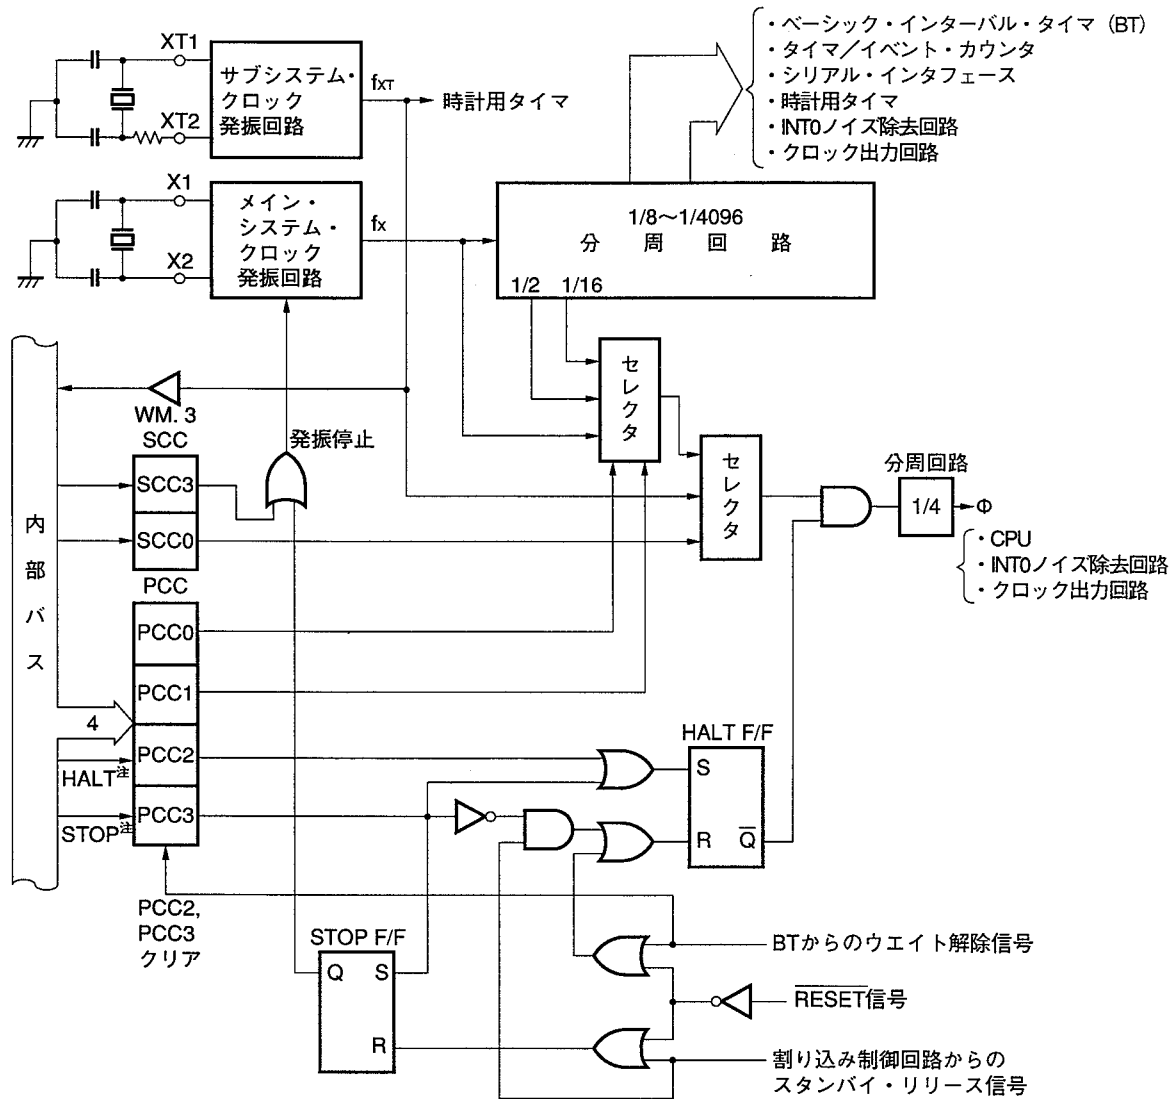 XT1
XT2
サブシステム・
クロック
発振回路
fXT
時計用タイマ
・ベーシック・インターバル・タイマ（BT）
・タイマ／イベント・カウンタ
・シリアル・インタフェース
・時計用タイマ
・INT0ノイズ除去回路
・クロック出力回路
X1
X2
メイン・
システム・
クロック
発振回路
fX
1/8～1/4096
分周回路
1/2 1/16
セレクタ
セレクタ
WM. 3
SCC
SCC3
SCC0
発振停止
分周回路
1/4
Φ
・CPU
・INT0ノイズ除去回路
・クロック出力回路
内部バス
PCC
PCC0
PCC1
PCC2
PCC3
4
HALT注
STOP注
PCC2,
PCC3
クリア
HALT F/F
S
R Q
STOP F/F
Q S
R
BTからのウエイト解除信号
RESET信号
割り込み制御回路からの
スタンバイ・リリース信号